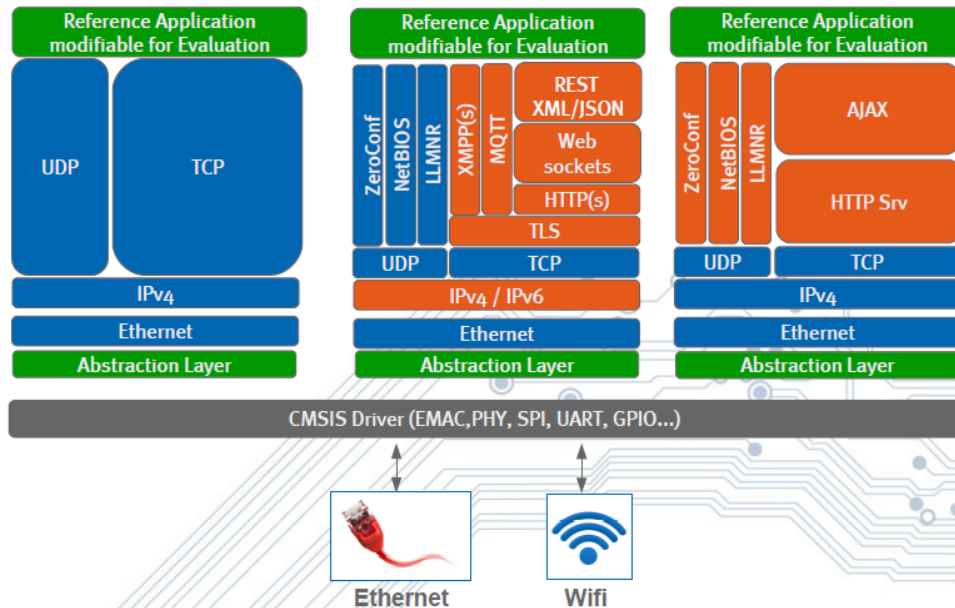 Reference Application
modifiable for Evaluation
UDP
TCP
IPv4
Ethernet
Abstraction Layer
Reference Application
modifiable for Evaluation
ZeroConf
NetBIOS
LLMNR
XMPP(s)
MQTT
REST
XML/JSON
Web
sockets
HTTP(s)
TLS
UDP
TCP
IPv4 / IPv6
Ethernet
Abstraction Layer
Reference Application
modifiable for Evaluation
ZeroConf
NetBIOS
LLMNR
AJAX
HTTP Srv
UDP
TCP
IPv4
Ethernet
Abstraction Layer
CMSIS Driver (EMAC,PHY, SPI, UART, GPIO...)
Ethernet
Wifi